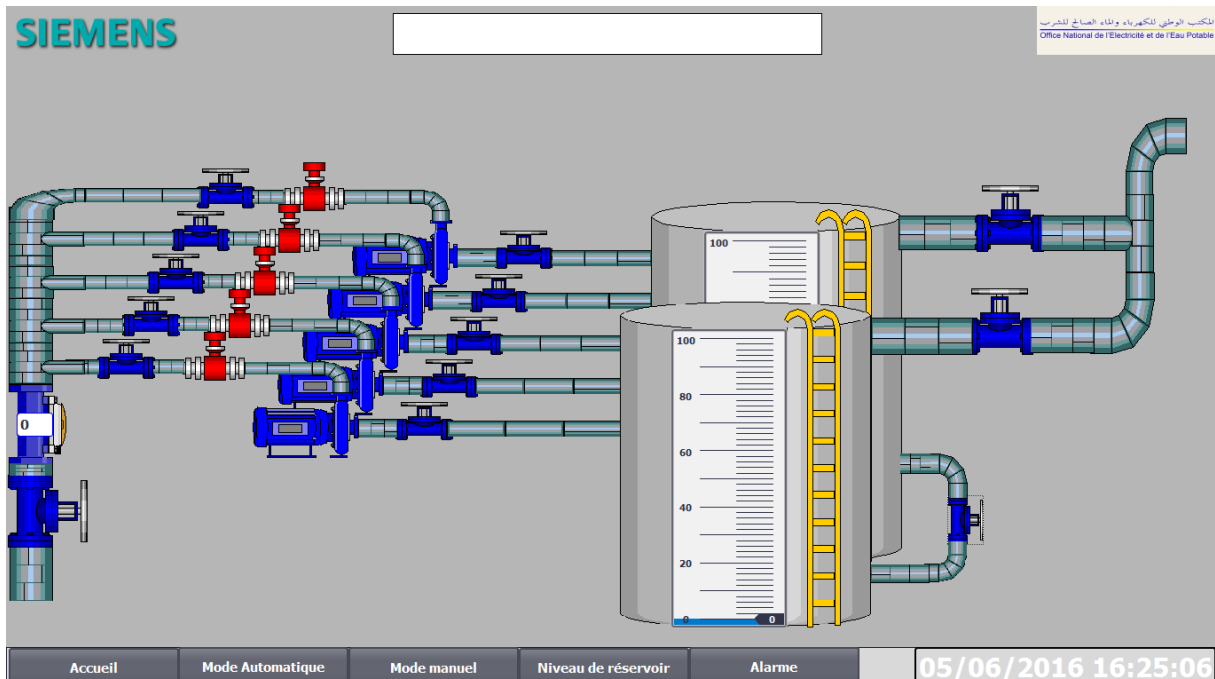 SIEMENS
المكتب الوطني للكهرباء والماء الصالح للشرب
Office National de l'Electricité et de l'Eau Potable
100
100
80
60
40
20
0
0
0
Accueil
Mode Automatique
Mode manuel
Niveau de réservoir
Alarme
05/06/2016 16:25:06